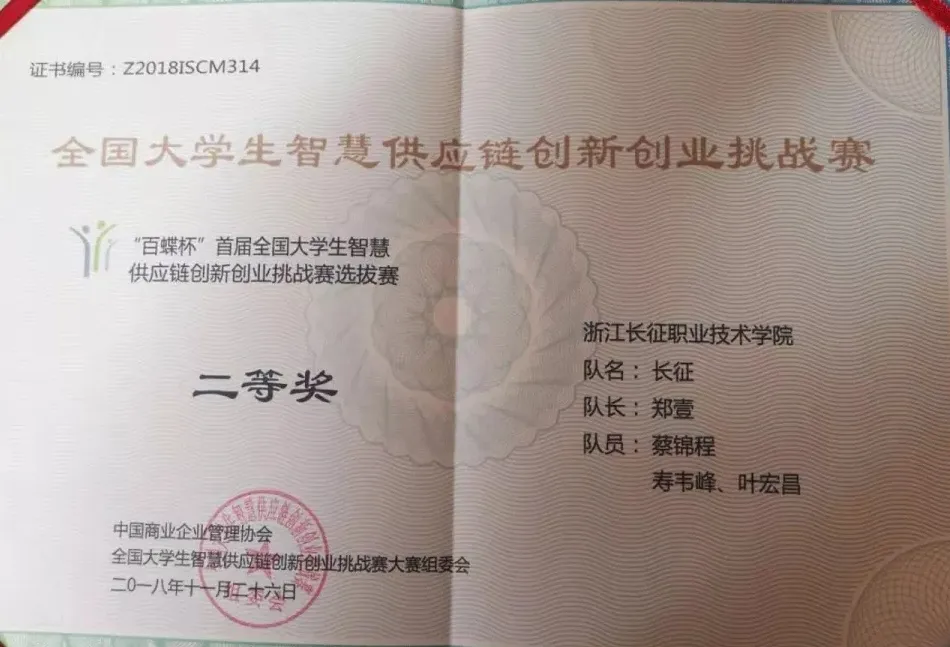 证书编号：Z2018ISCM314
全国大学生智慧供应链创新创业挑战赛
“百蝶杯”首届全国大学生智慧
供应链创新创业挑战赛选拔赛
二等奖
浙江长征职业技术学院
队名：长征
队长：郑壹
队员：蔡锦程
寿韦峰、叶宏昌
中国商业企业管理协会
全国大学生智慧供应链创新创业挑战赛大赛组委会
二〇一八年十一月二十六日